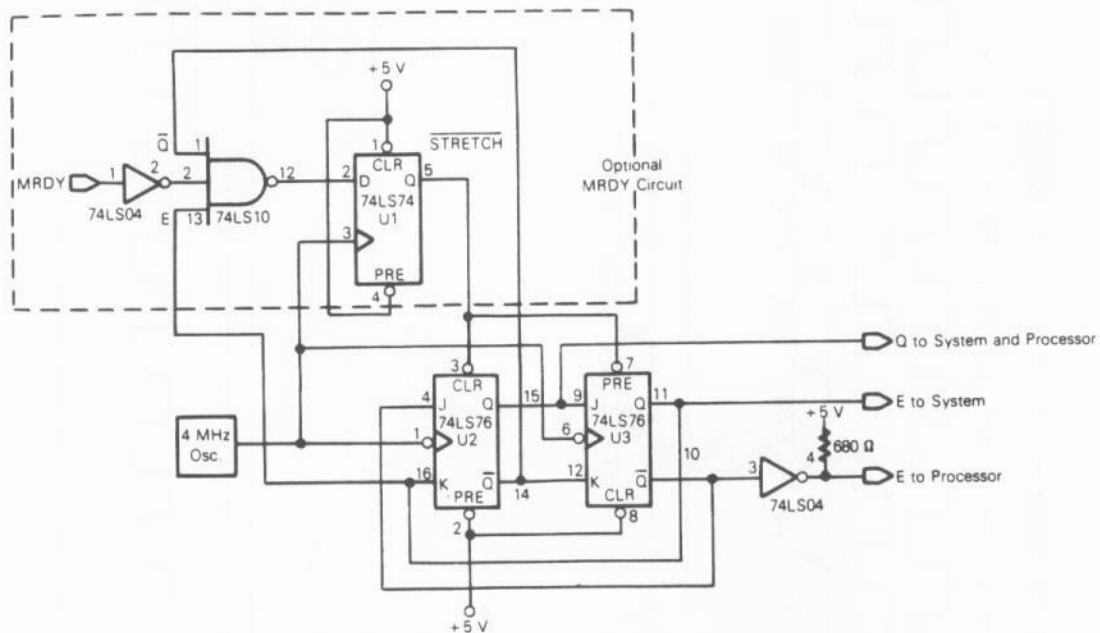 +5 V
STRETCH
Q
1
1
CLR
MRDY
1
2
2
12
2
D
Q
5
Optional
MRDY Circuit
74LS04
E
13
74LS10
74LS74
U1
3
PRE
4
3
CLR
7
PRE
Q to System and Processor
4
J
Q
15
9
J
Q
11
E to System
74LS76
74LS76
+5 V
4 MHz
Osc.
1
U2
6
U3
10
680 Ω
16
K
Q
14
12
K
Q
3
4
E to Processor
PRE
CLR
74LS04
2
8
+5 V